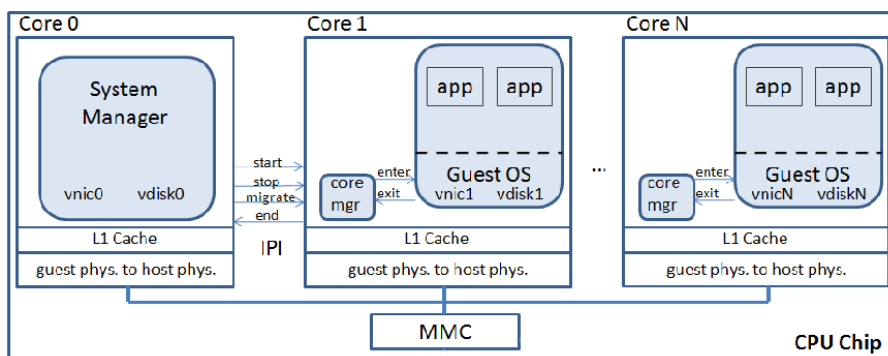 Core 0
Core 1
Core N
System
Manager
vnic0 vdisk0
L1 Cache
guest phys. to host phys.
start
stop
migrate
end
IPI
app app
Guest OS
vnic1 vdisk1
core
mgr
enter
exit
L1 Cache
guest phys. to host phys.
...
app app
Guest OS
vnicN vdiskN
core
mgr
enter
exit
L1 Cache
guest phys. to host phys.
MMC
CPU Chip